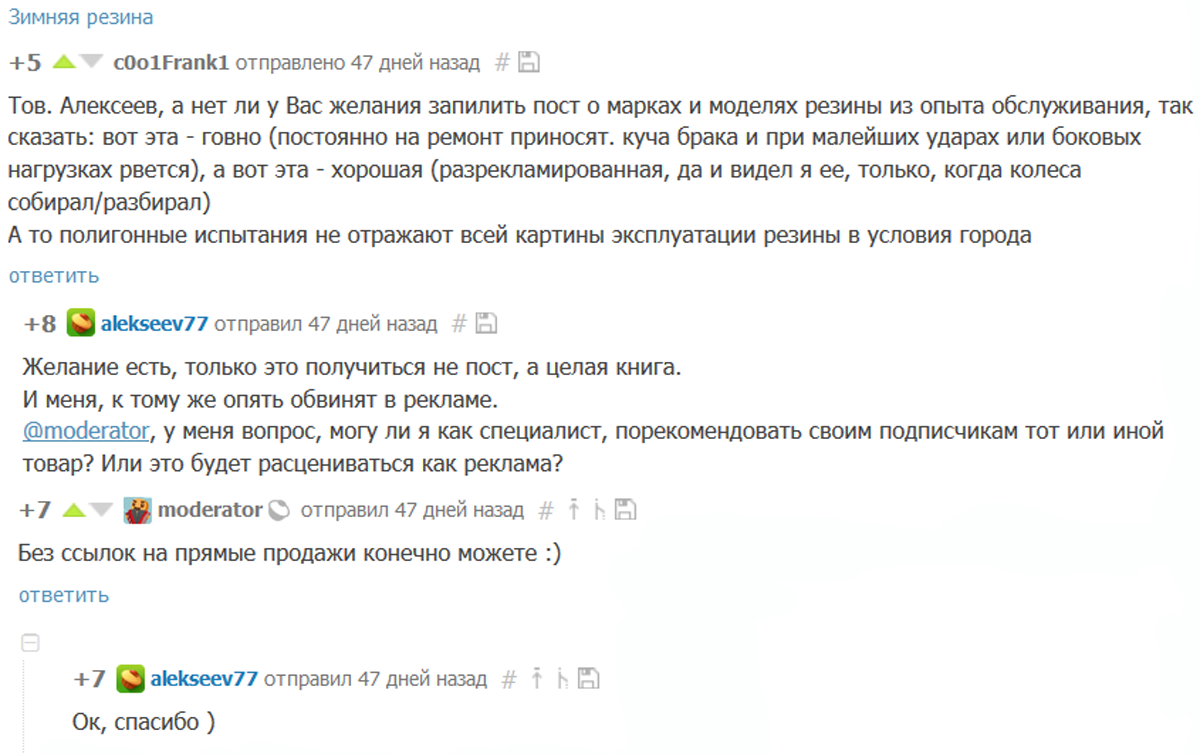 Зимняя резина
+5 c0o1Frank1 отправлено 47 дней назад #
Тов. Алексеев, а нет ли у Вас желания запилить пост о марках и моделях резины из опыта обслуживания, так
сказать: вот эта - говно (постоянно на ремонт приносят. куча брака и при малейших ударах или боковых
нагрузках рвется), а вот эта - хорошая (разрекламированная, да и видел я ее, только, когда колеса
собирал/разбирал)
А то полигонные испытания не отражают всей картины эксплуатации резины в условия города
ответить
+8 alekseev77 отправил 47 дней назад #
Желание есть, только это получиться не пост, а целая книга.
И меня, к тому же опять обвинят в рекламе.
@moderator, у меня вопрос, могу ли я как специалист, порекомендовать своим подписчикам тот или иной
товар? Или это будет расцениваться как реклама?
+7 moderator отправил 47 дней назад #
Без ссылок на прямые продажи конечно можете :)
ответить
+7 alekseev77 отправил 47 дней назад #
Ок, спасибо )